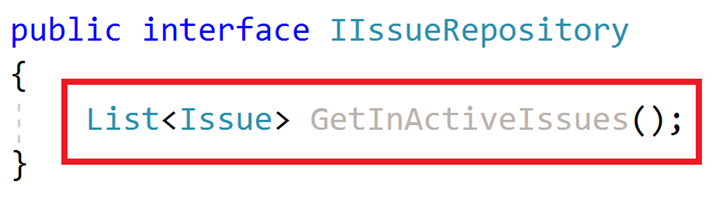 public interface IIssueRepository
{
List<Issue> GetInActiveIssues();
}